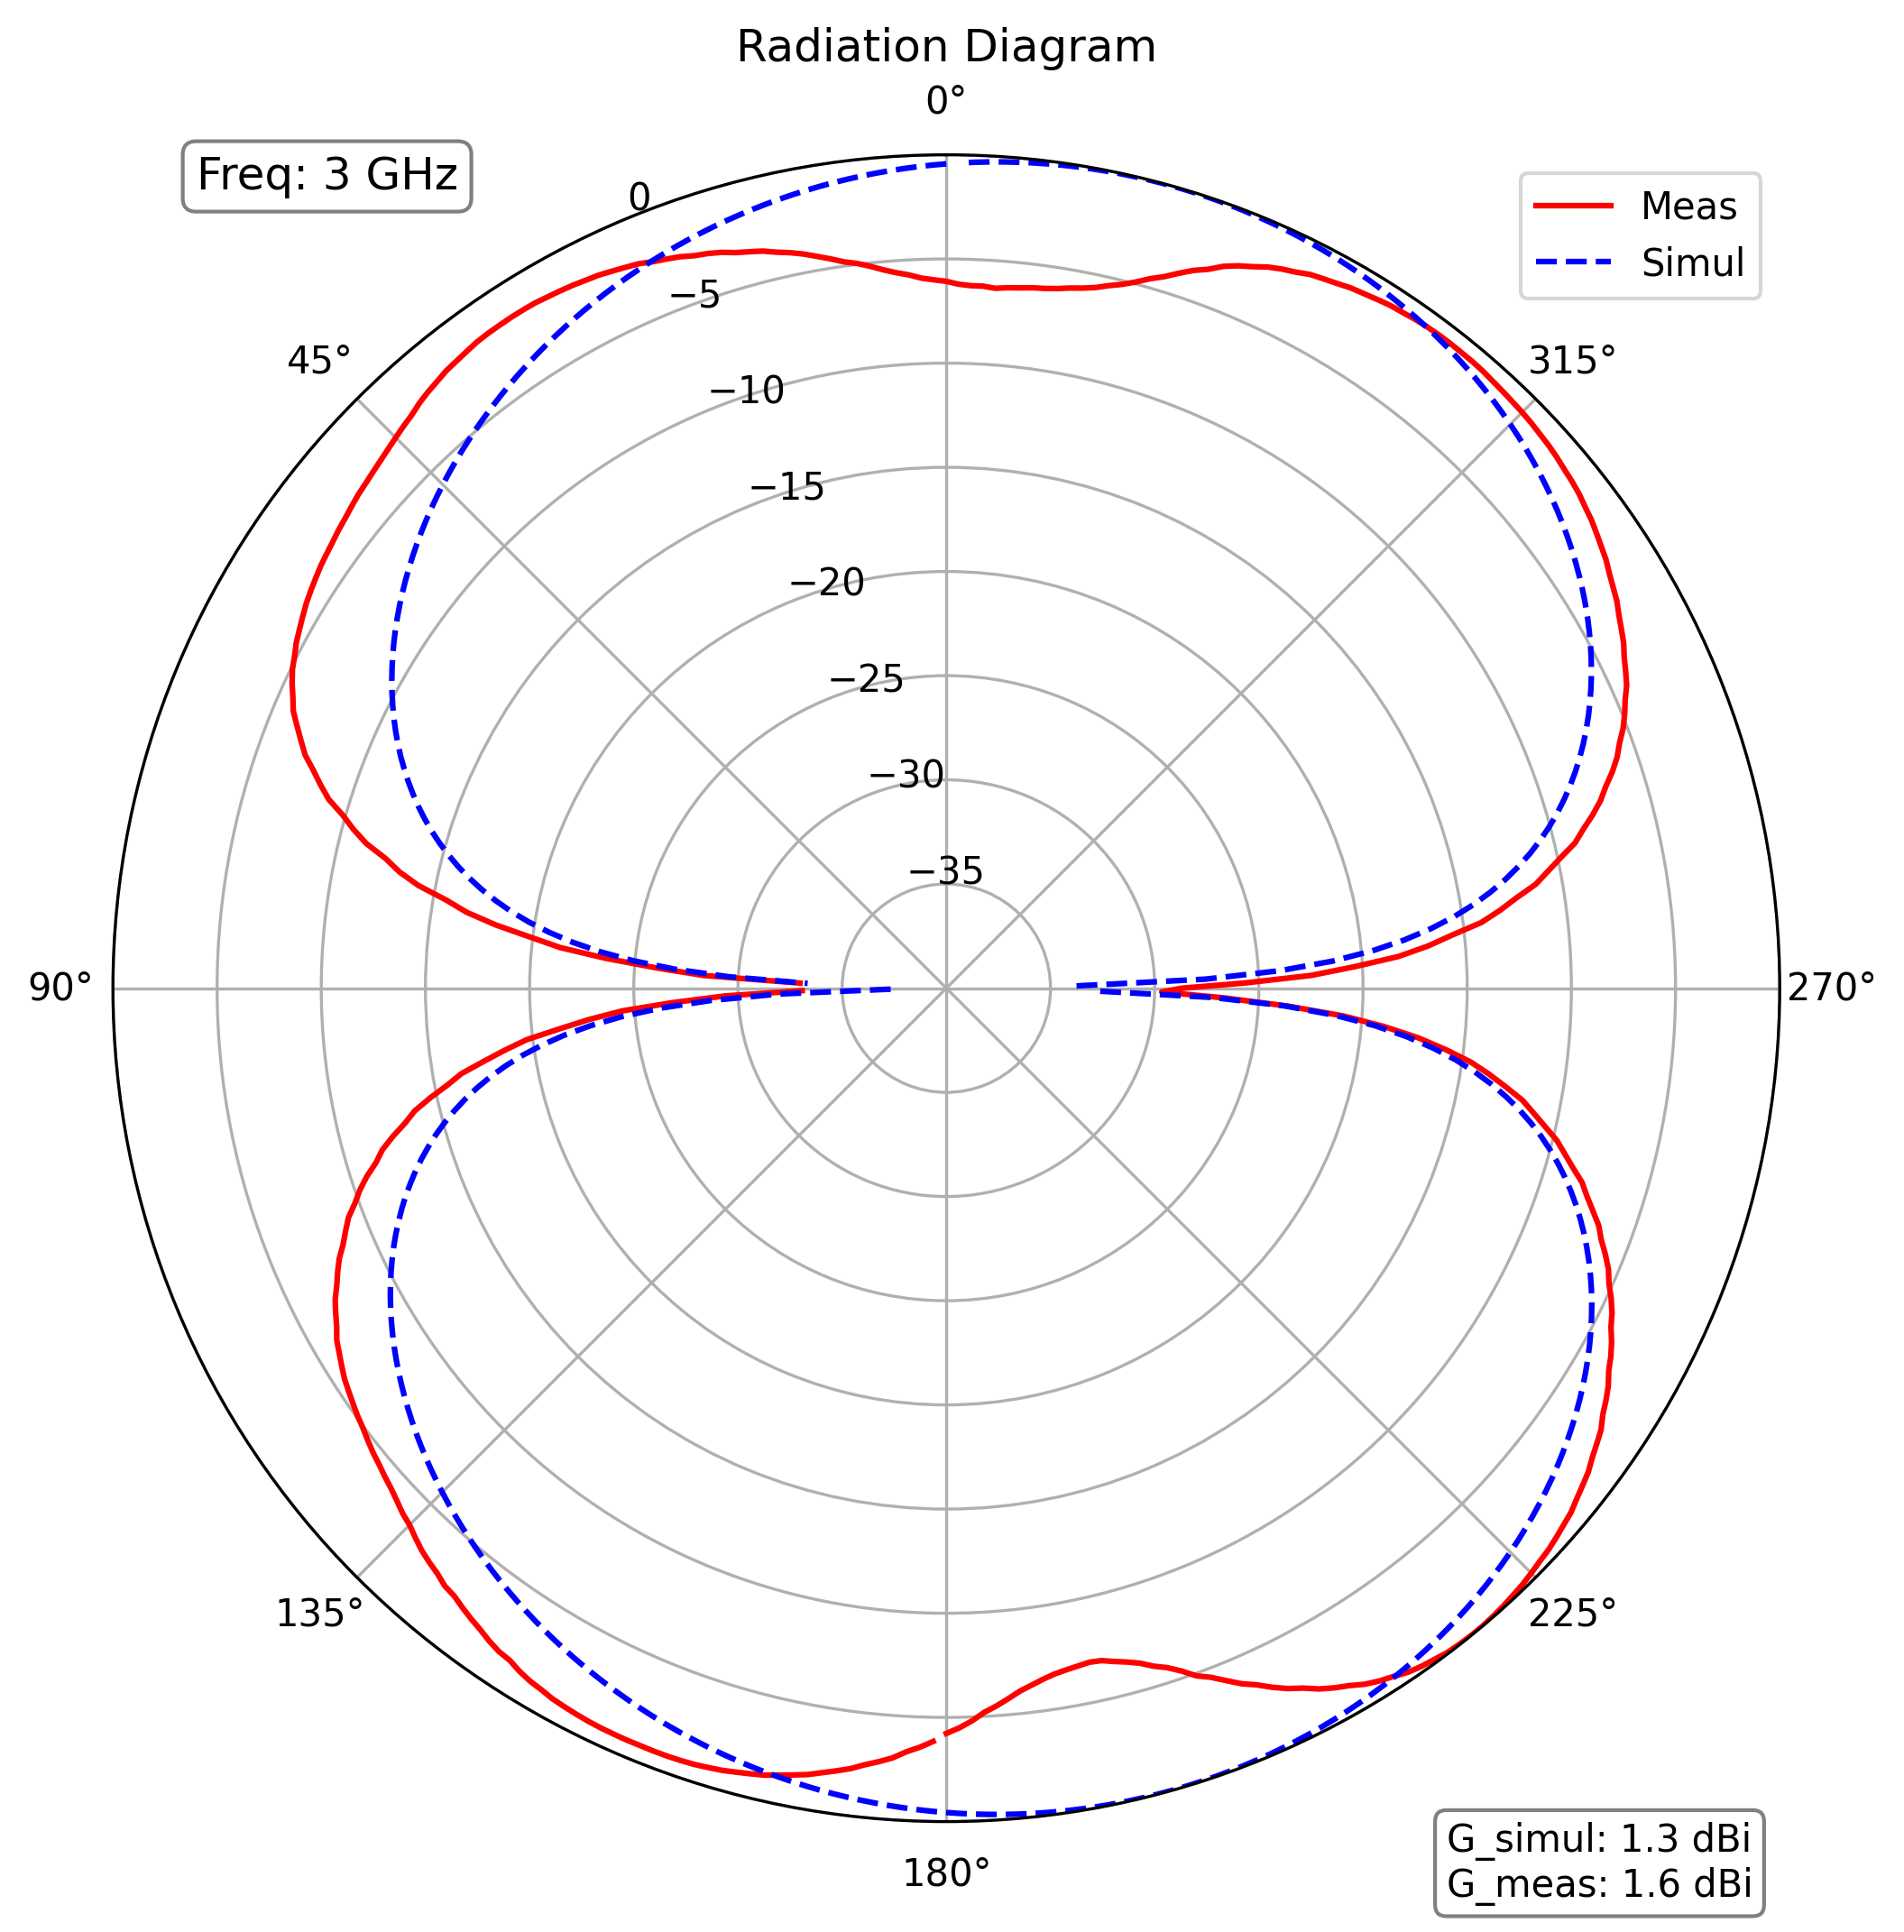 Radiation Diagram
0°
Freq: 3 GHz
Meas
Simul
0
−5
−10
−15
−20
−25
−30
−35
45°
315°
90°
270°
135°
225°
180°
G_simul: 1.3 dBi
G_meas: 1.6 dBi